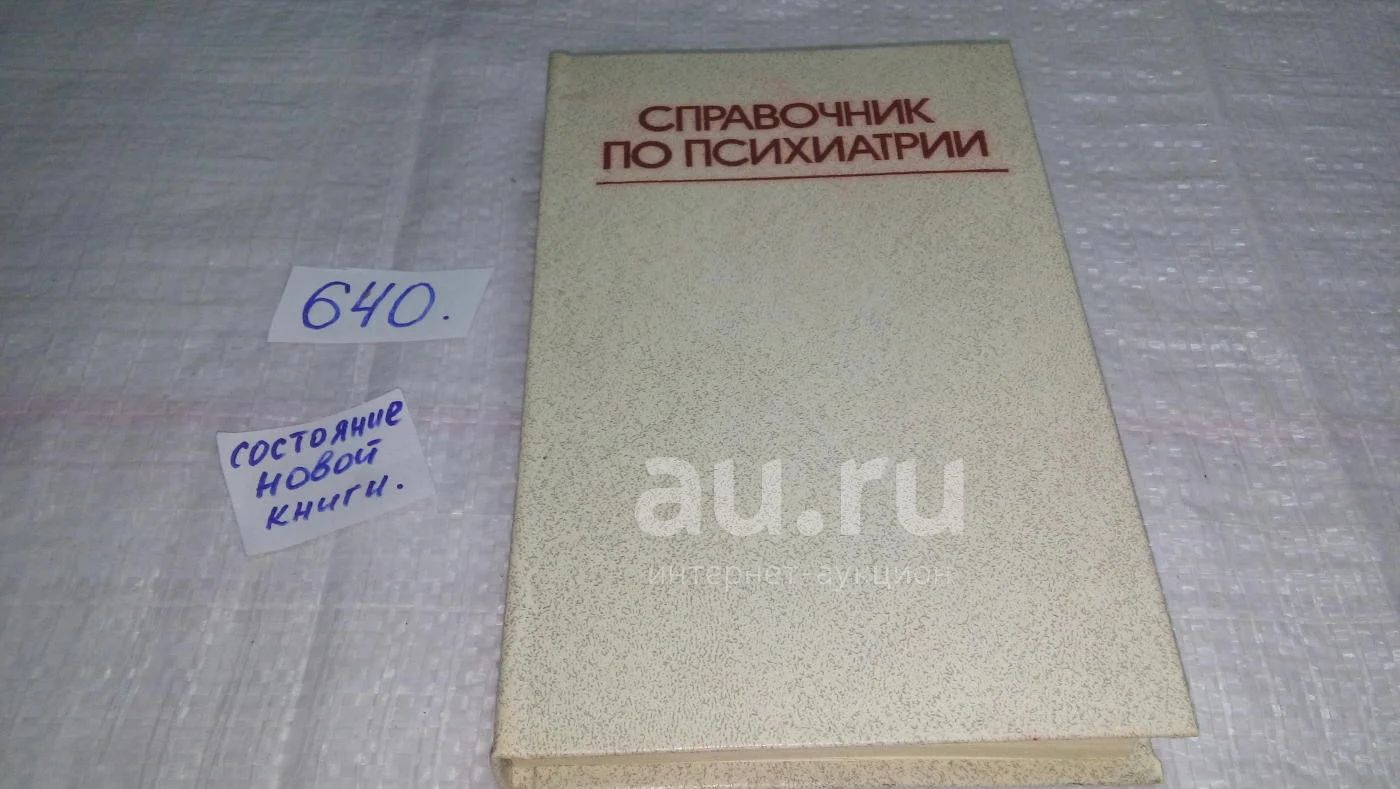 СПРАВОЧНИК
ПО ПСИХИАТРИИ
640.
состояние
новой
книги.
au.ru
интернет-аукцион